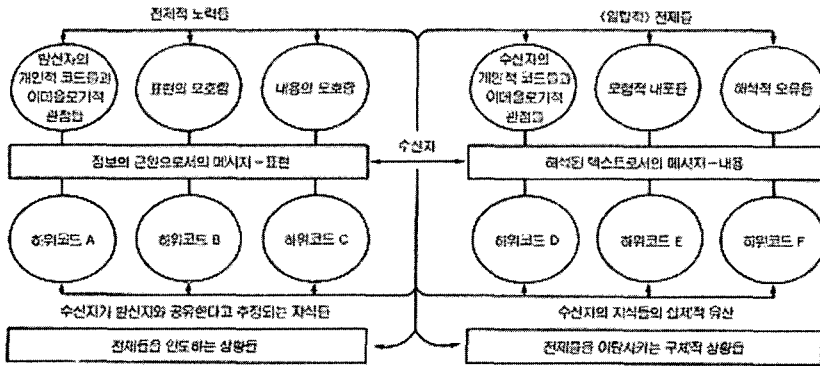 전제적 노력들
〈일탈적〉 전제들
발신자의
개인적 코드들과
이데올로기적
관점들
표현의 모호함
내용의 모호함
수신자의
개인적 코드들과
이데올로기적
관점들
모험적 내포들
해석적 오류들
수신자
정보의 근원으로서의 메시지-표현
해석된 텍스트로서의 메시지-내용
하위코드 A
하위코드 B
하위코드 C
하위코드 D
하위코드 E
하위코드 F
수신자가 발신자와 공유한다고 추정되는 지식들
수신자의 지식들의 실제적 유산
전제들을 인도하는 상황들
전제들을 이탈시키는 구체적 상황들